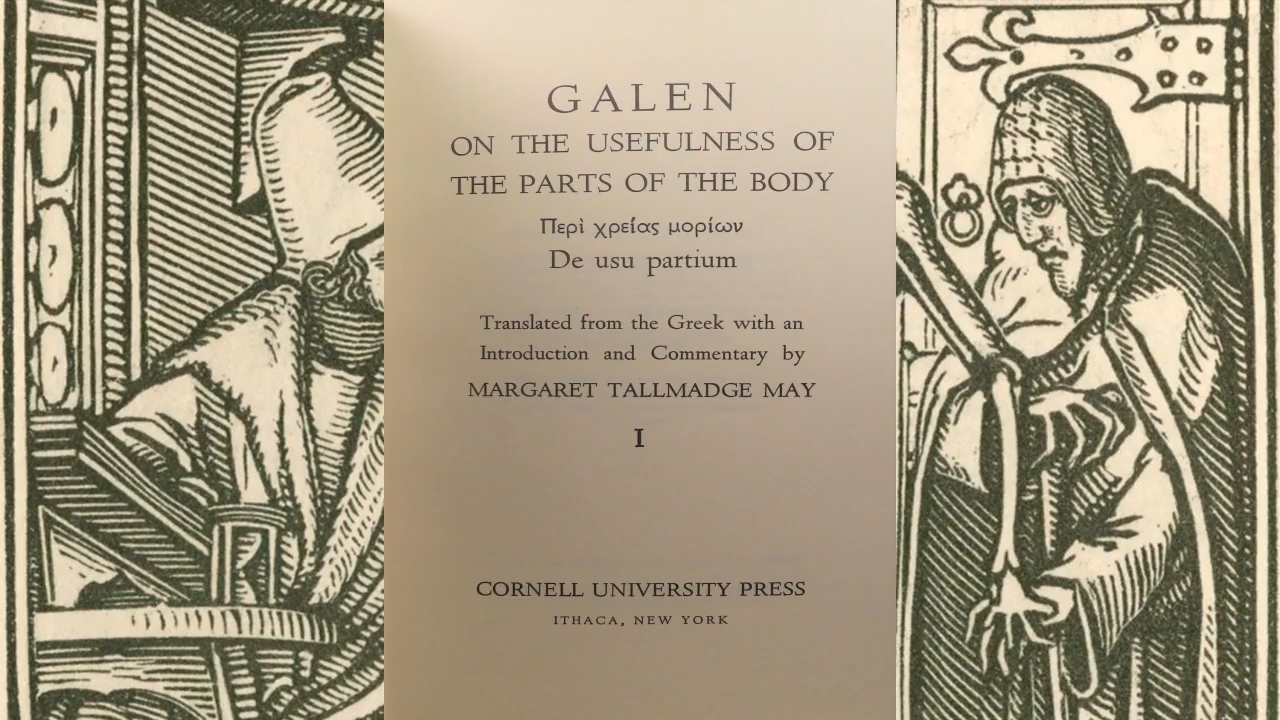 GALEN
ON THE USEFULNESS OF
THE PARTS OF THE BODY
Περὶ χρείας μορίων
De usu partium
Translated from the Greek with an
Introduction and Commentary by
MARGARET TALLMADGE MAY
I
CORNELL UNIVERSITY PRESS
ITHACA, NEW YORK